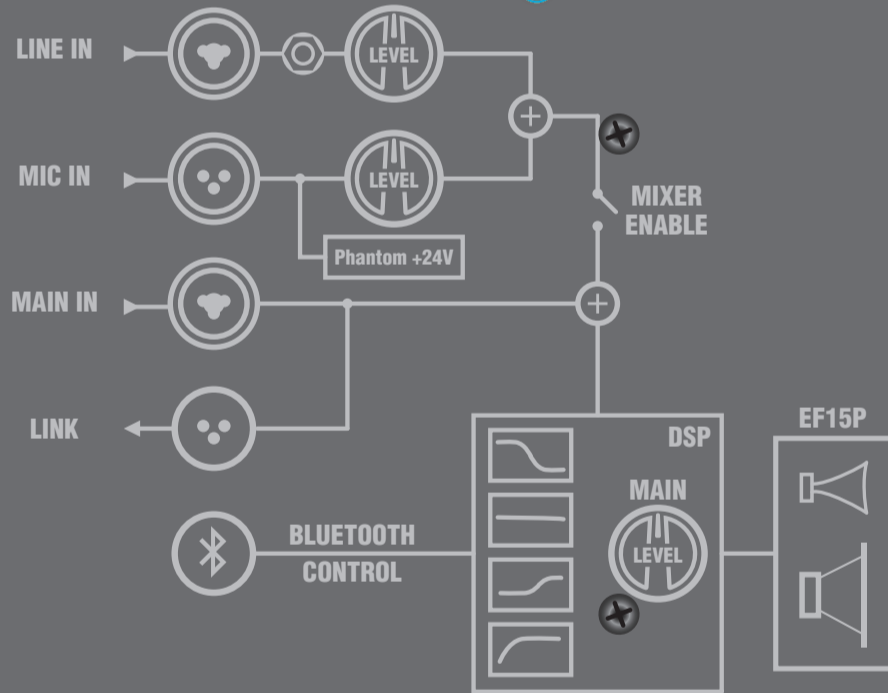 LINE IN
LEVEL
MIC IN
LEVEL
MIXER
ENABLE
Phantom +24V
MAIN IN
LINK
EF15P
DSP
MAIN
LEVEL
BLUETOOTH
CONTROL